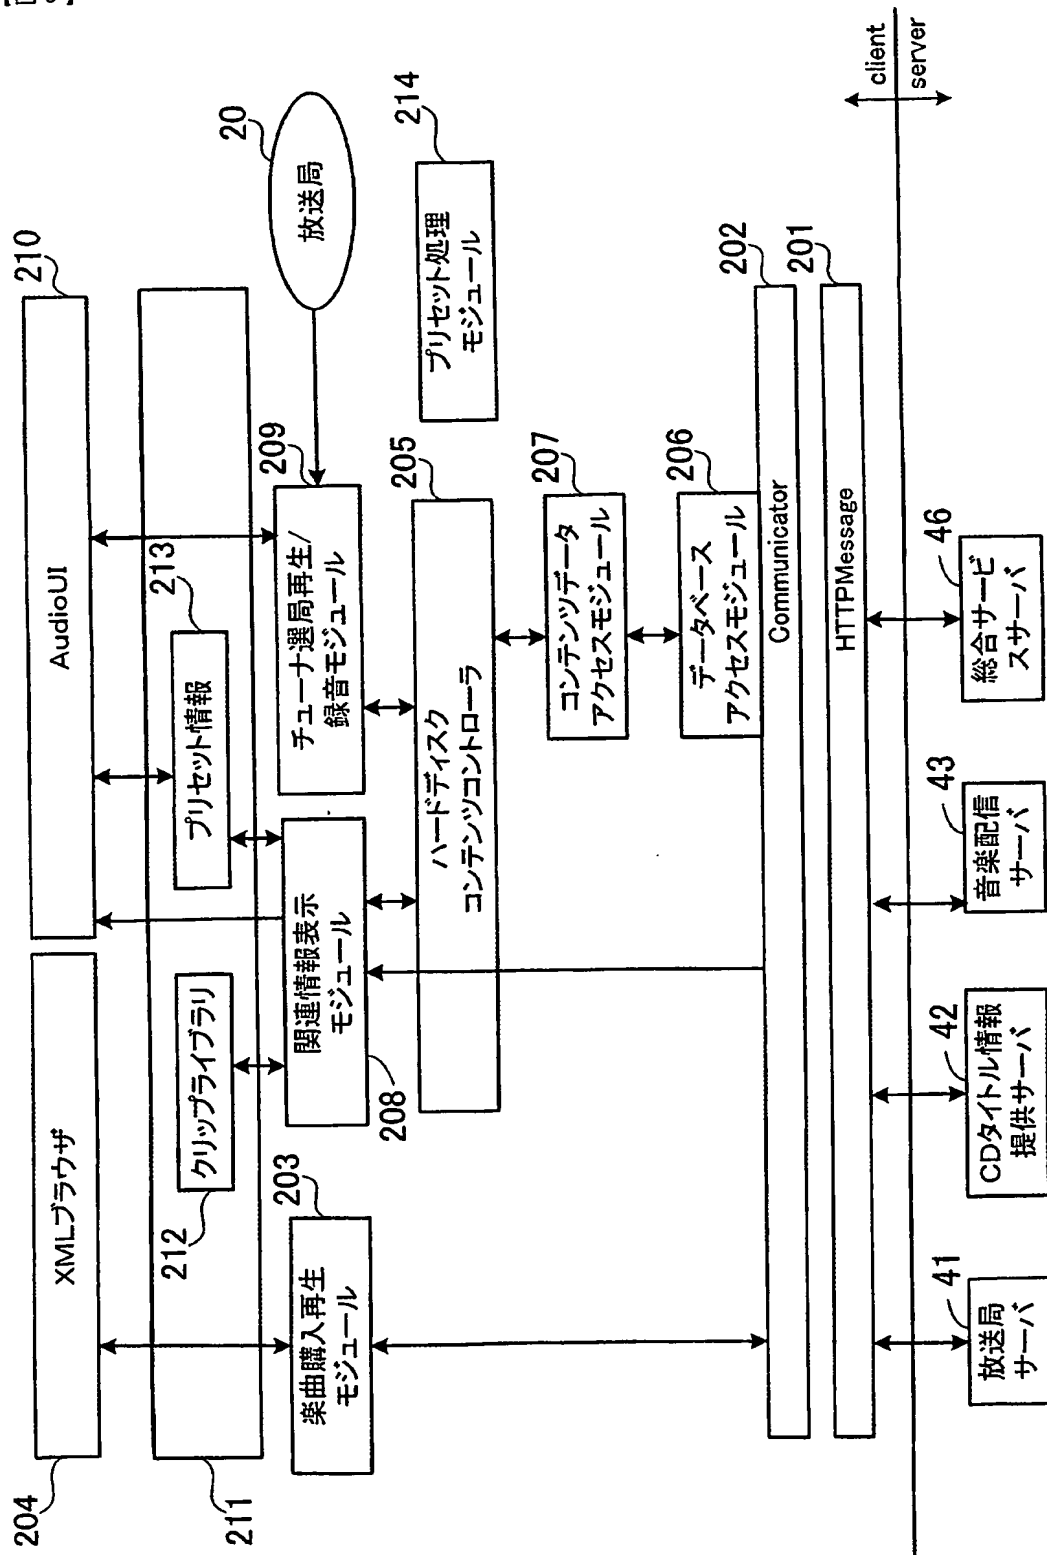 204
XMLブラウザ
AudioUI
210
211
212
クリップライブラリ
プリセット情報
213
楽曲購入再生
モジュール
203
関連情報表示
モジュール
208
チューナ選局再生/
録音モジュール
209
放送局
20
ハードディスク
コンテンツコントローラ
205
プリセット処理
モジュール
214
コンテンツデータ
アクセスモジュール
207
データベース
アクセスモジュール
206
Communicator
202
HTTPMessage
201
client
server
放送局
サーバ
41
CDタイトル情報
提供サーバ
42
音楽配信
サーバ
43
総合サービ
スサーバ
46